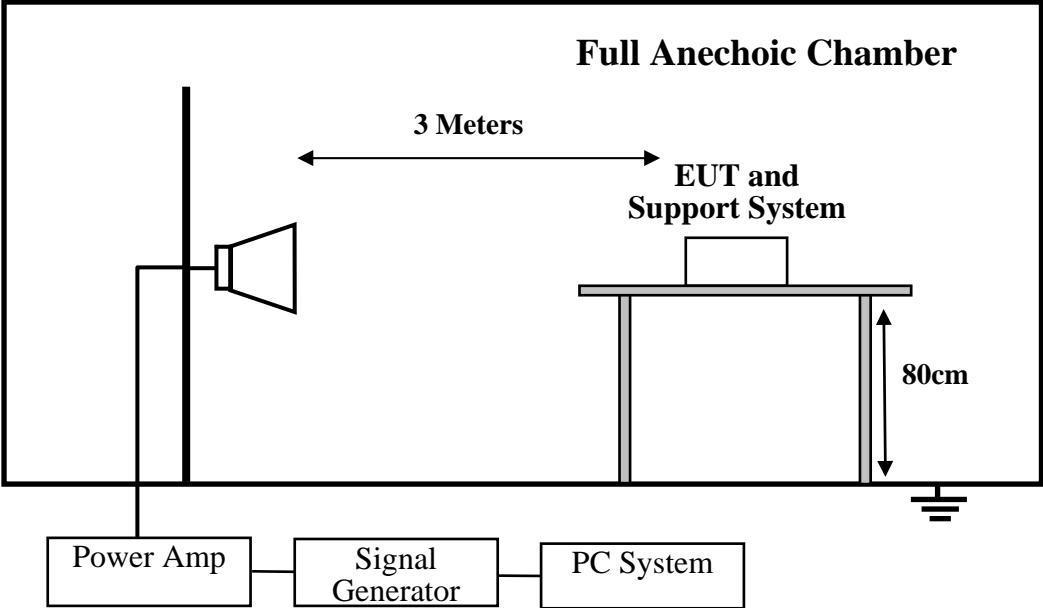 Full Anechoic Chamber
3 Meters
EUT and
Support System
80cm
Power Amp
Signal
Generator
PC System